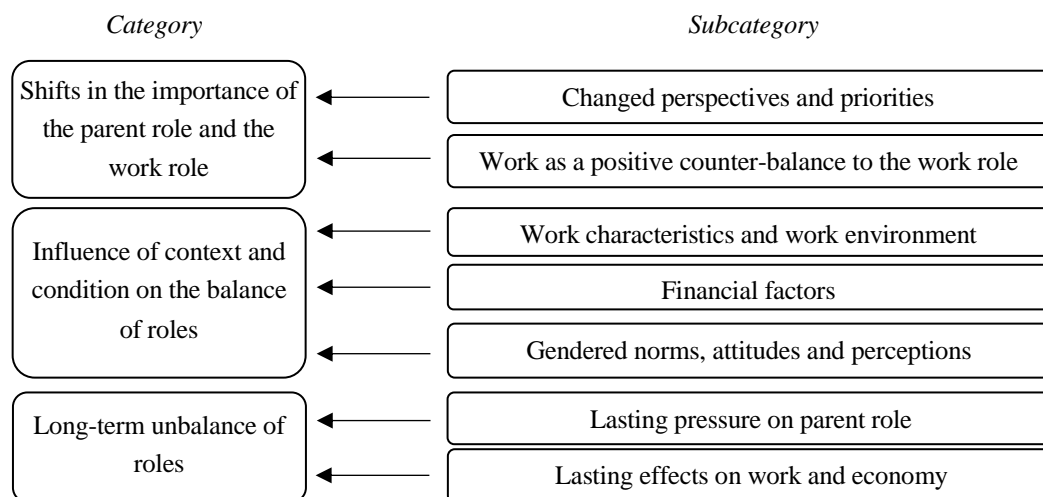 Category
Subcategory
Shifts in the importance of
the parent role and the
work role
Changed perspectives and priorities
Work as a positive counter-balance to the work role
Influence of context and
condition on the balance
of roles
Work characteristics and work environment
Financial factors
Gendered norms, attitudes and perceptions
Long-term unbalance of
roles
Lasting pressure on parent role
Lasting effects on work and economy